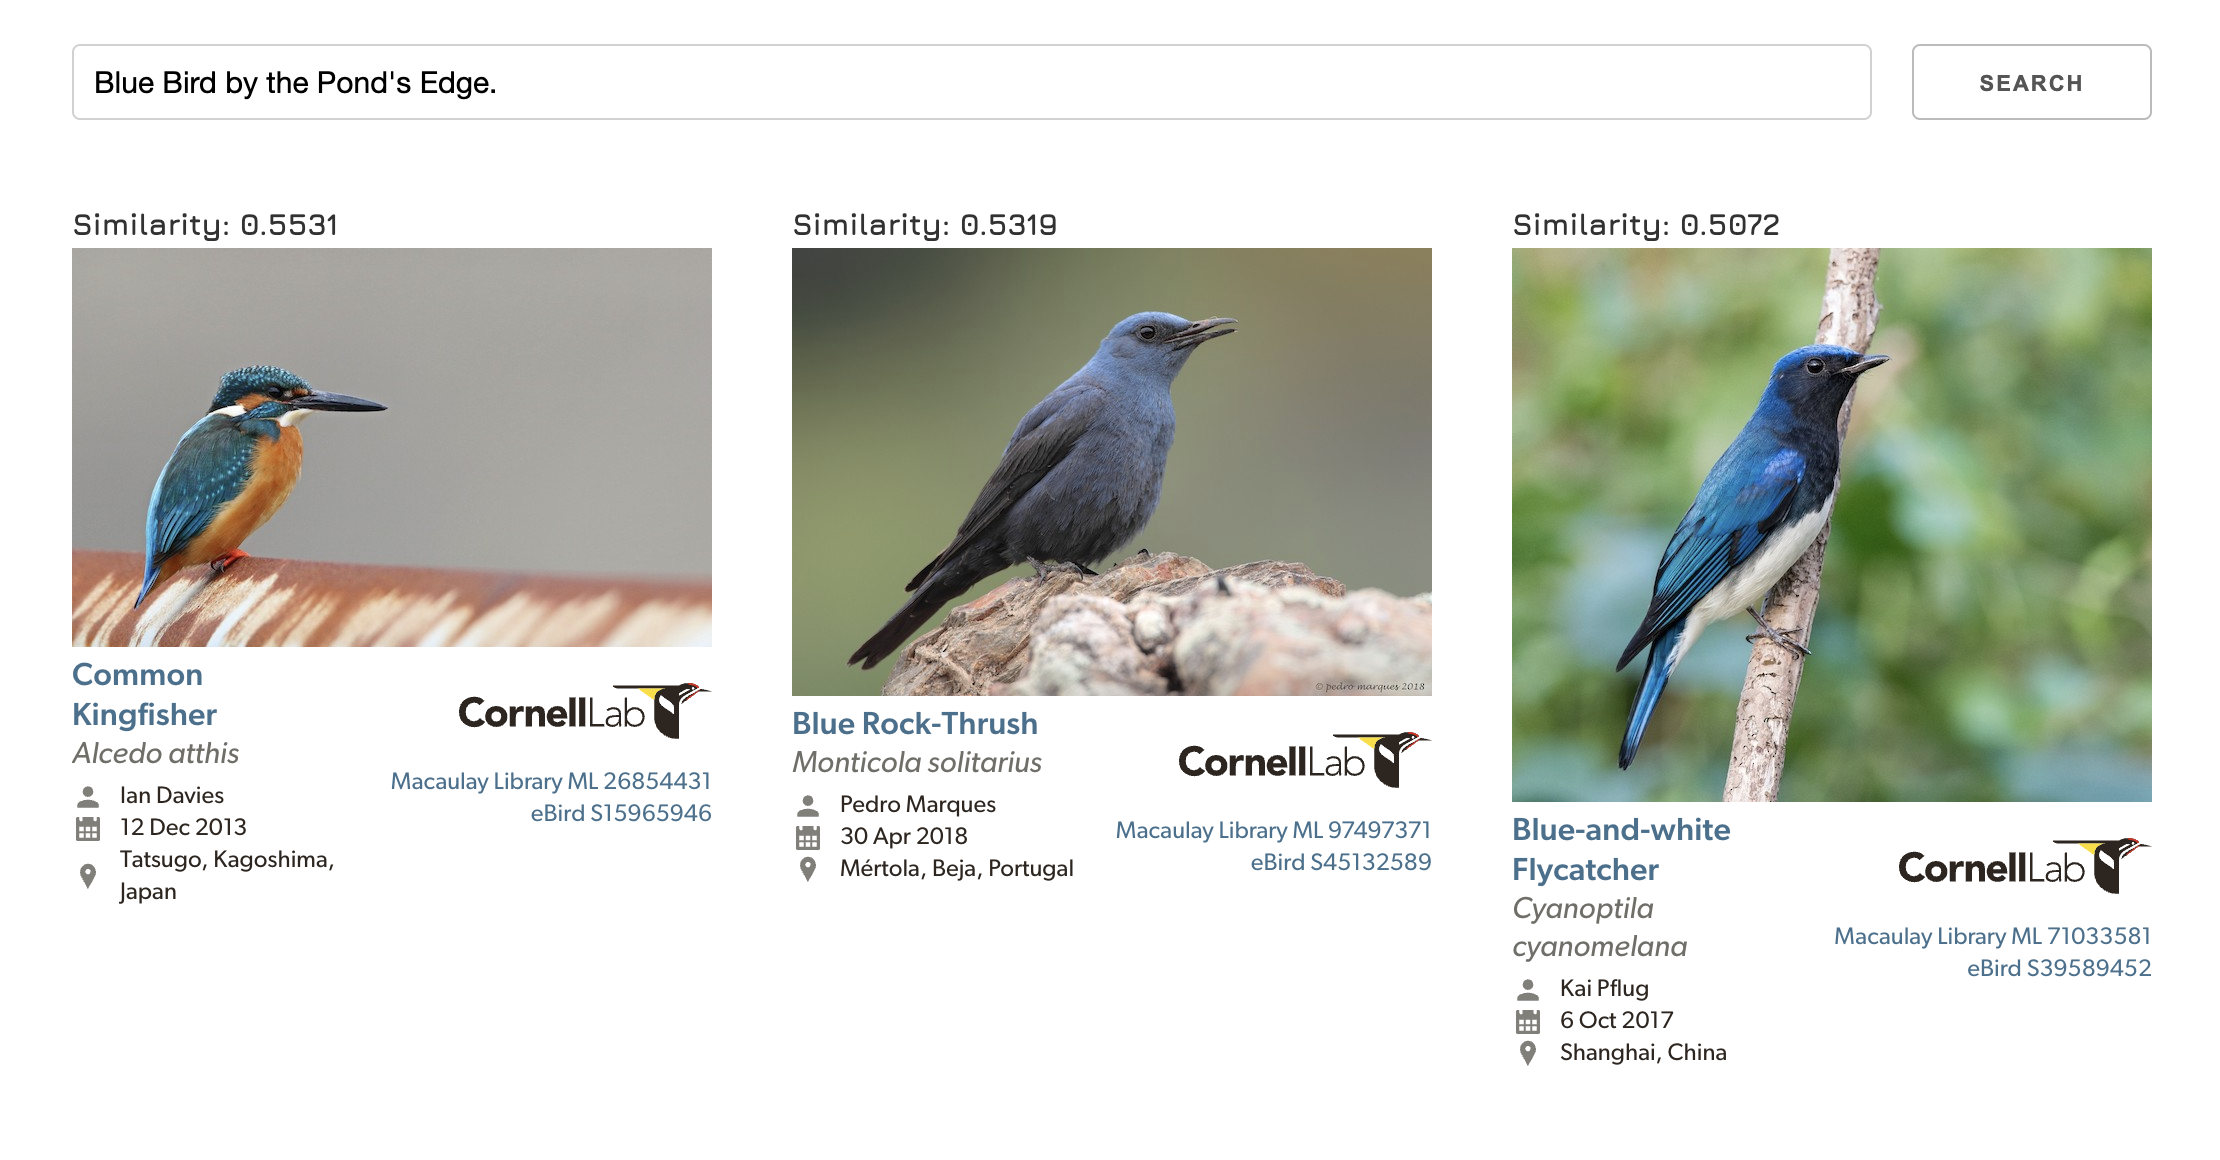 Blue Bird by the Pond's Edge.
SEARCH
Similarity: 0.5531
Common
Kingfisher
Alcedo atthis
Ian Davies
12 Dec 2013
Tatsugo, Kagoshima,
Japan
CornellLab
Macaulay Library ML 26854431
eBird S15965946
Similarity: 0.5319
© pedro marques 2018
Blue Rock-Thrush
Monticola solitarius
Pedro Marques
30 Apr 2018
Mértola, Beja, Portugal
CornellLab
Macaulay Library ML 97497371
eBird S45132589
Similarity: 0.5072
Blue-and-white
Flycatcher
Cyanoptila
cyanomelana
Kai Pflug
6 Oct 2017
Shanghai, China
CornellLab
Macaulay Library ML 71033581
eBird S39589452